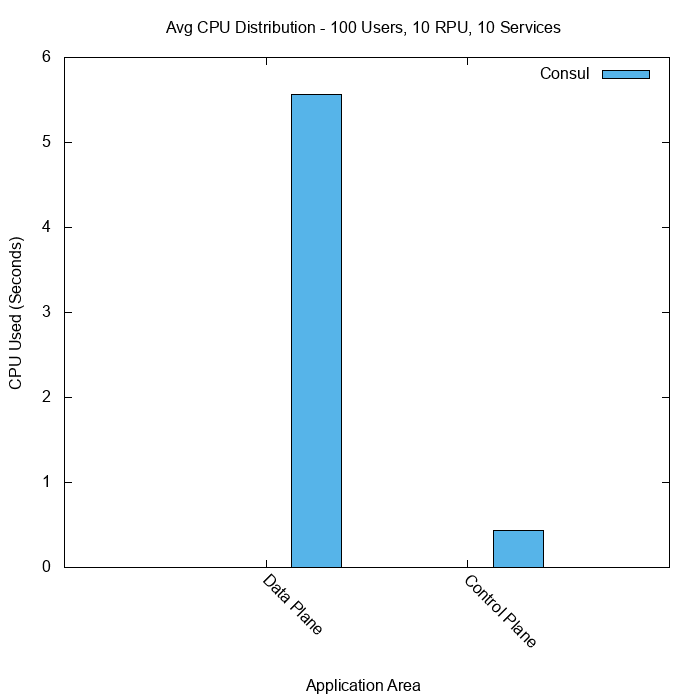 Avg CPU Distribution - 100 Users, 10 RPU, 10 Services
Consul
CPU Used (Seconds)
6
5
4
3
2
1
0
Data Plane
Control Plane
Application Area